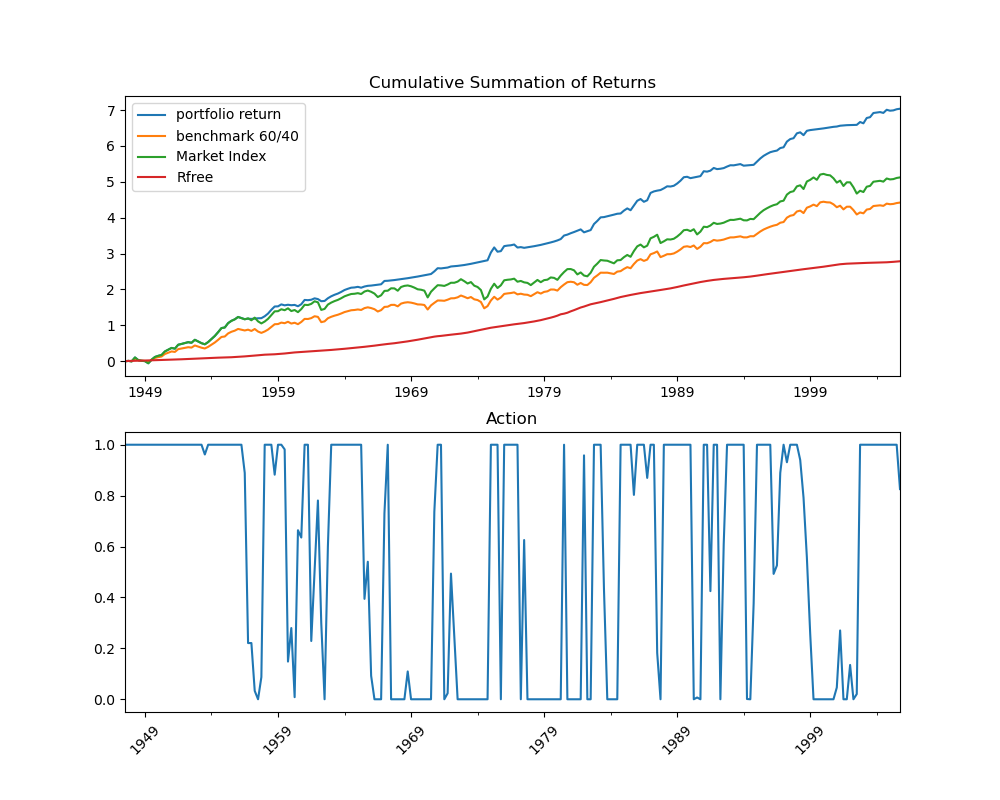 Cumulative Summation of Returns
7
6
5
4
3
2
1
0
portfolio return
benchmark 60/40
Market Index
Rfree
1949 1959 1969 1979 1989 1999
Action
1.0
0.8
0.6
0.4
0.2
0.0
1949 1959 1969 1979 1989 1999